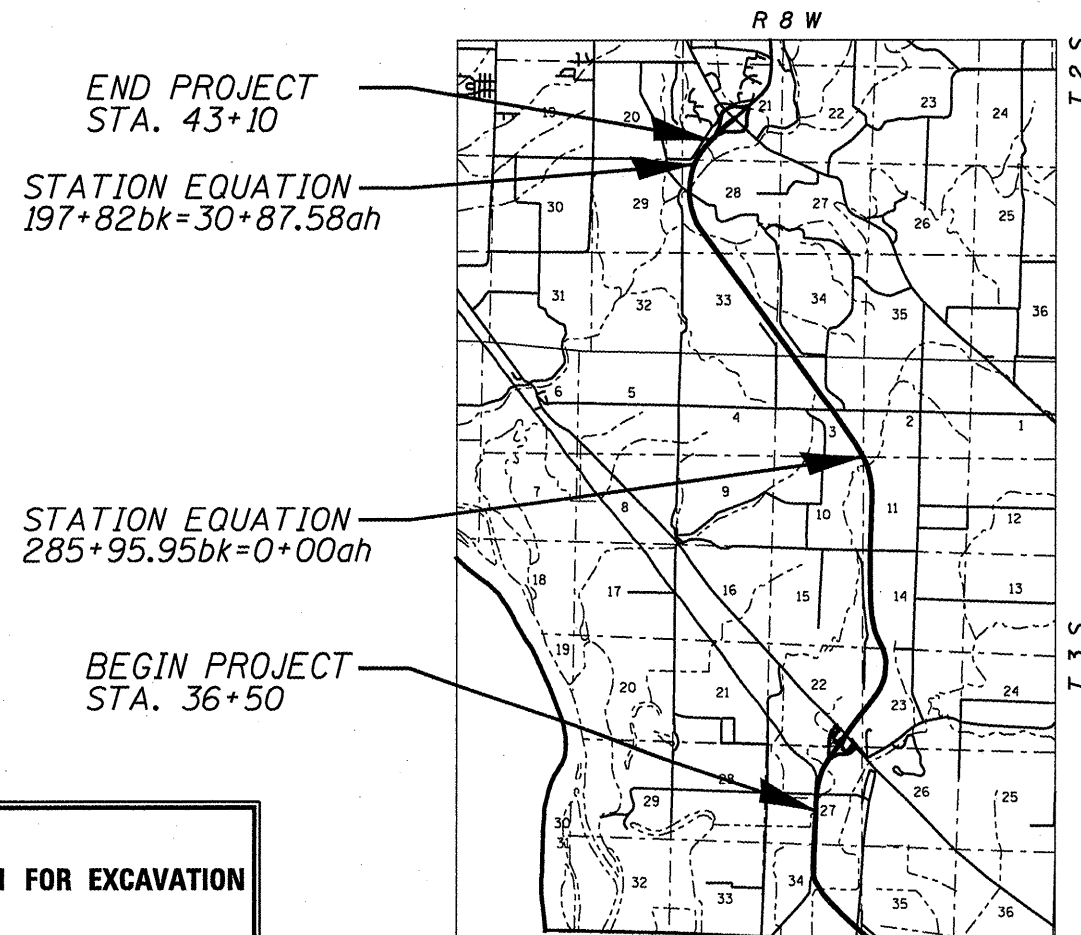 R 8 W
T 2 S
END PROJECT
STA. 43+10
STATION EQUATION
197+82bk=30+87.58ah
STATION EQUATION
285+95.95bk=0+00ah
BEGIN PROJECT
STA. 36+50
T 3 S
FOR EXCAVATION
19 20 21 22 23 24
30 29 28 27 26 25
31 32 33 34 35 36
6 5 4 3 2 1
7 8 9 10 11 12
18 17 16 15 14 13
19 20 21 22 23 24
30 29 28 27 26 25
31 32 33 34 35 36